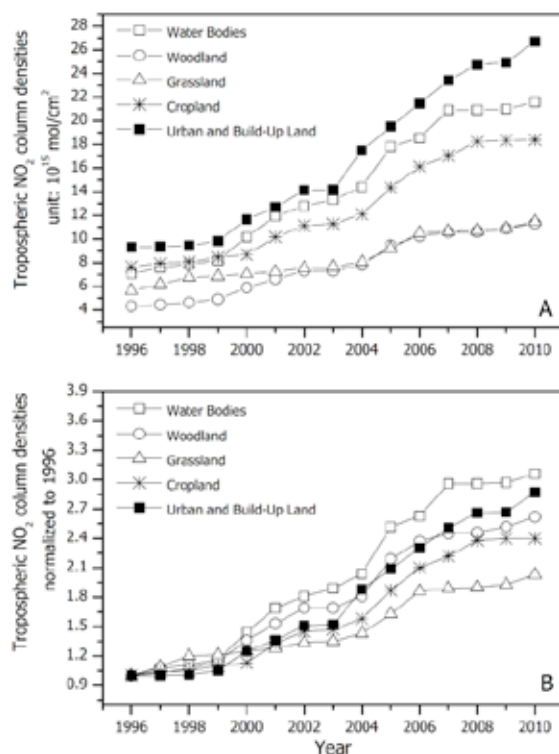 Tropospheric NO₂ column densities
unit: 10¹⁵ mol/cm²
28
26
24
22
20
18
16
14
12
10
8
6
4
Water Bodies
Woodland
Grassland
Cropland
Urban and Build-Up Land
A
1996 1998 2000 2002 2004 2006 2008 2010
Tropospheric NO₂ column densities
normalized to 1996
3.9
3.6
3.3
3.0
2.7
2.4
2.1
1.8
1.5
1.2
0.9
Water Bodies
Woodland
Grassland
Cropland
Urban and Build-Up Land
B
1996 1998 2000 2002 2004 2006 2008 2010
Year